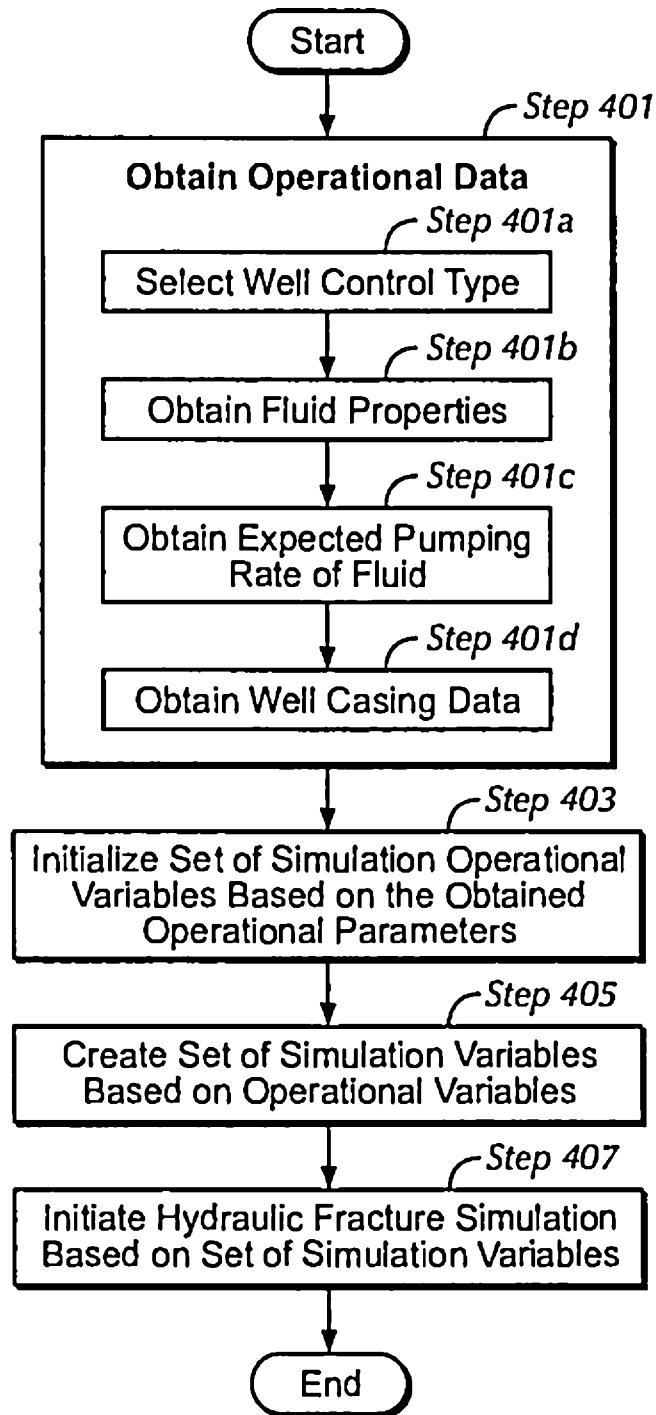 Start
Step 401
Obtain Operational Data
Step 401a
Select Well Control Type
Step 401b
Obtain Fluid Properties
Step 401c
Obtain Expected Pumping
Rate of Fluid
Step 401d
Obtain Well Casing Data
Step 403
Initialize Set of Simulation Operational
Variables Based on the Obtained
Operational Parameters
Step 405
Create Set of Simulation Variables
Based on Operational Variables
Step 407
Initiate Hydraulic Fracture Simulation
Based on Set of Simulation Variables
End